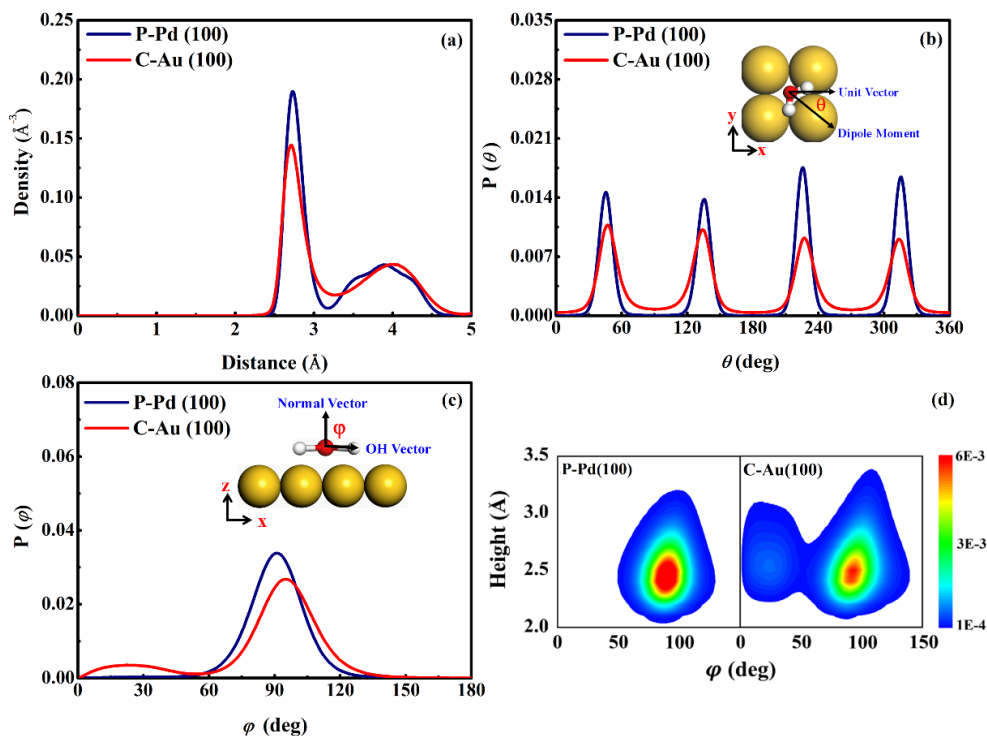 P-Pd (100)
C-Au (100)
(a)
0.25
0.20
0.15
0.10
0.05
0.00
Density (Å⁻³)
0 1 2 3 4 5
Distance (Å)
P-Pd (100)
C-Au (100)
(b)
0.035
0.028
0.021
0.014
0.007
0.000
P (θ)
Unit Vector
θ
Dipole Moment
y
x
0 60 120 180 240 300 360
θ (deg)
P-Pd (100)
C-Au (100)
(c)
0.08
0.06
0.04
0.02
0.00
P (φ)
Normal Vector
φ
OH Vector
z
x
0 30 60 90 120 150 180
φ (deg)
(d)
P-Pd(100) C-Au(100)
3.5
3.0
2.5
2.0
Height (Å)
0 50 100 0 50 100 150
φ (deg)
6E-3
3E-3
1E-4